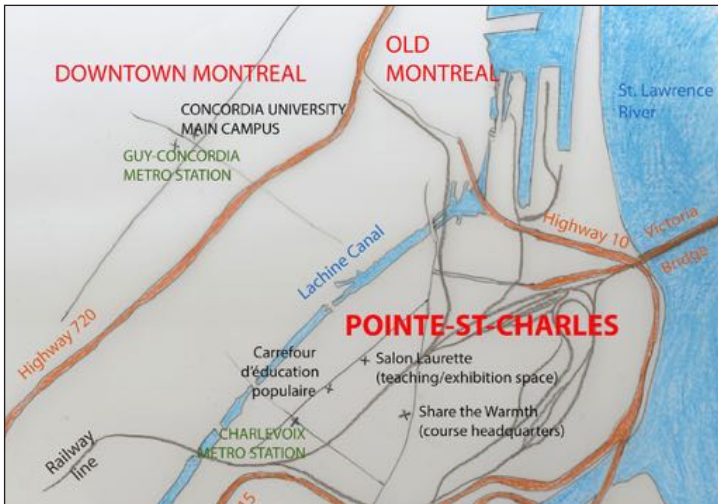 DOWNTOWN MONTREAL
OLD
MONTREAL
St. Lawrence
River
CONCORDIA UNIVERSITY
MAIN CAMPUS
GUY-CONCORDIA
METRO STATION
Highway 10
Victoria
Bridge
Lachine Canal
Highway 720
POINTE-ST-CHARLES
Carrefour
d'éducation
populaire
Salon Laurette
(teaching/exhibition space)
Share the Warmth
(course headquarters)
CHARLEVOIX
METRO STATION
Railway
line